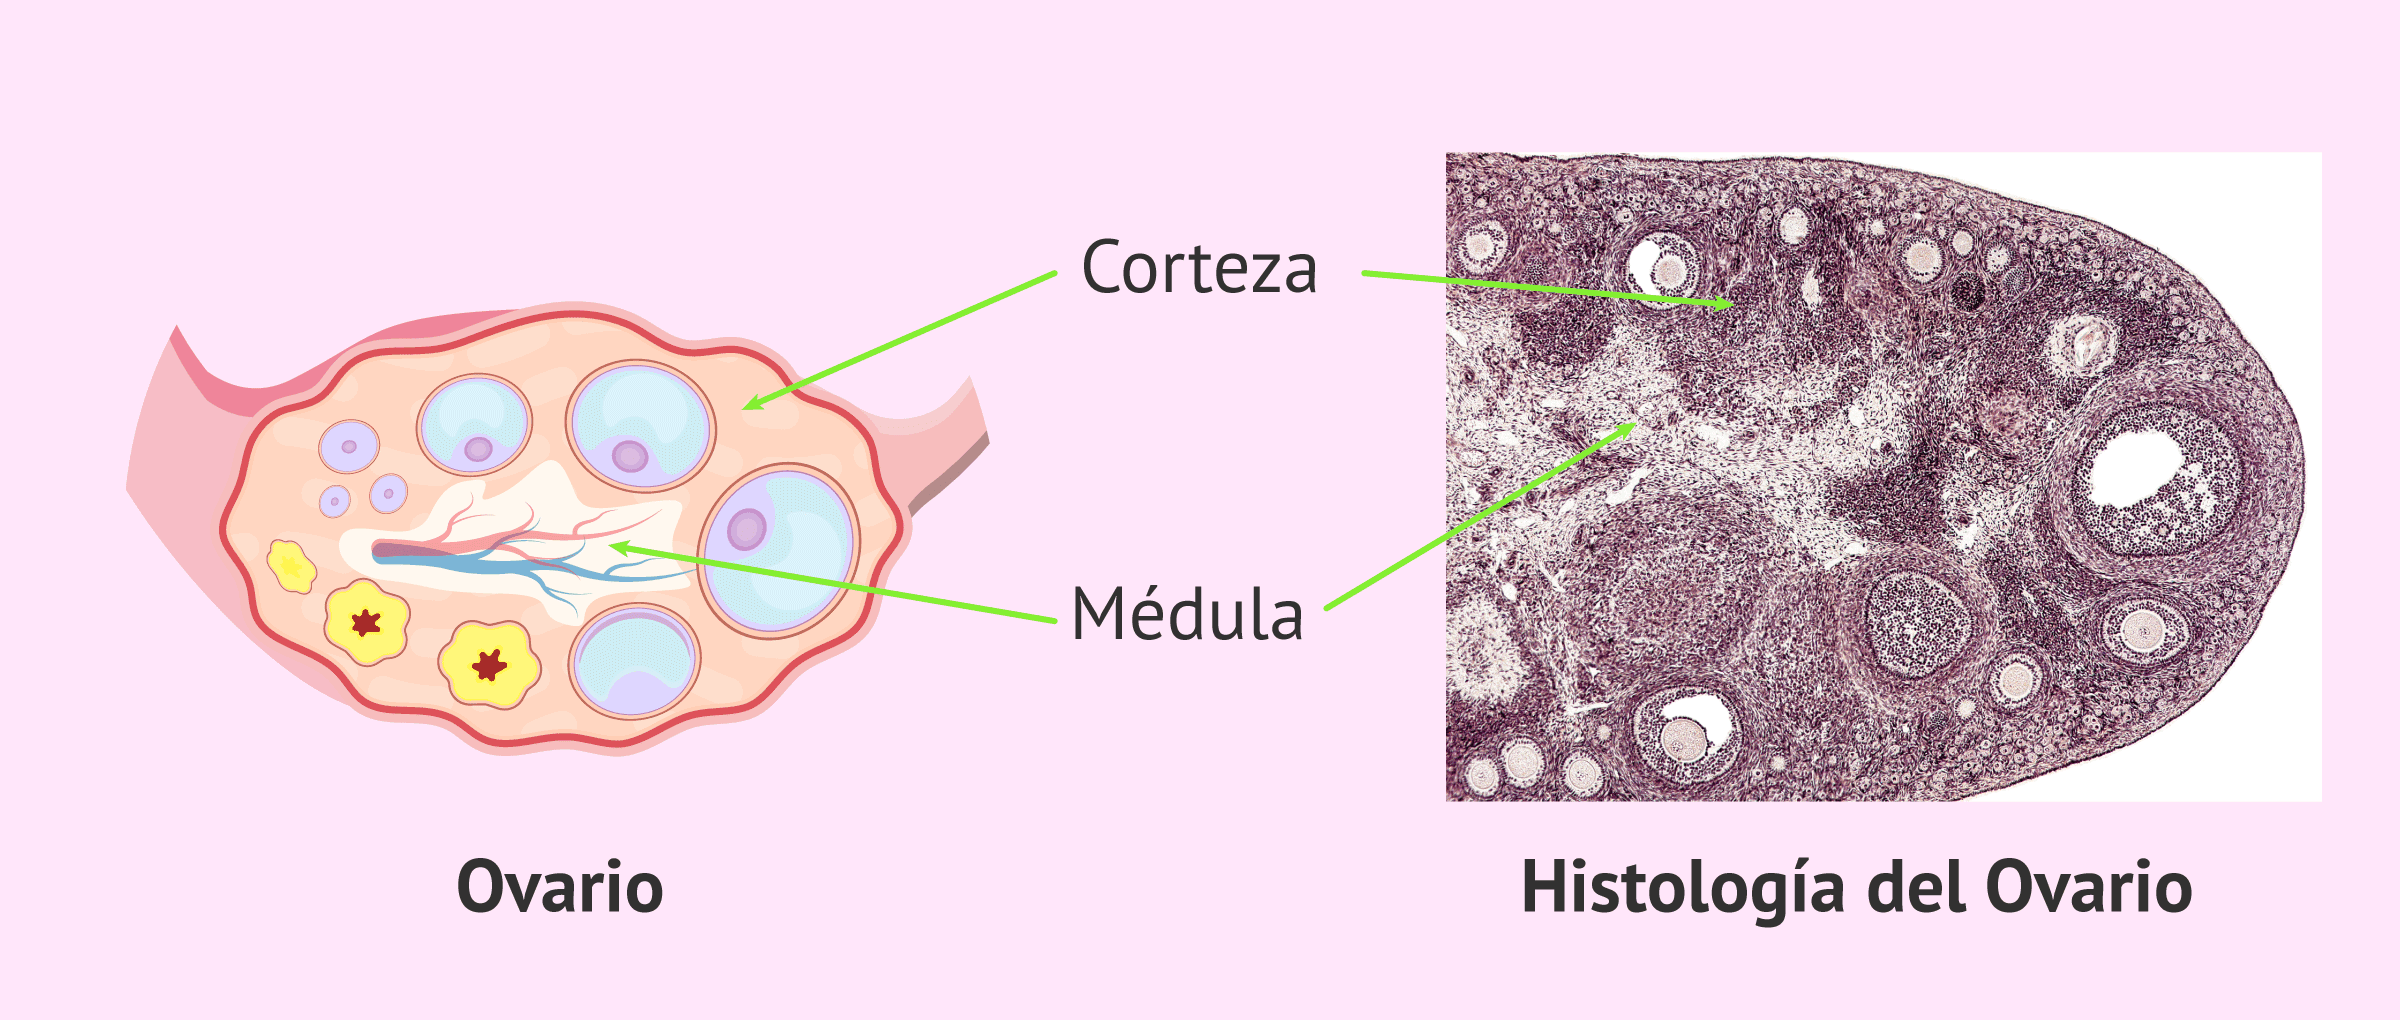 Corteza
Médula
Ovario
Histología del Ovario